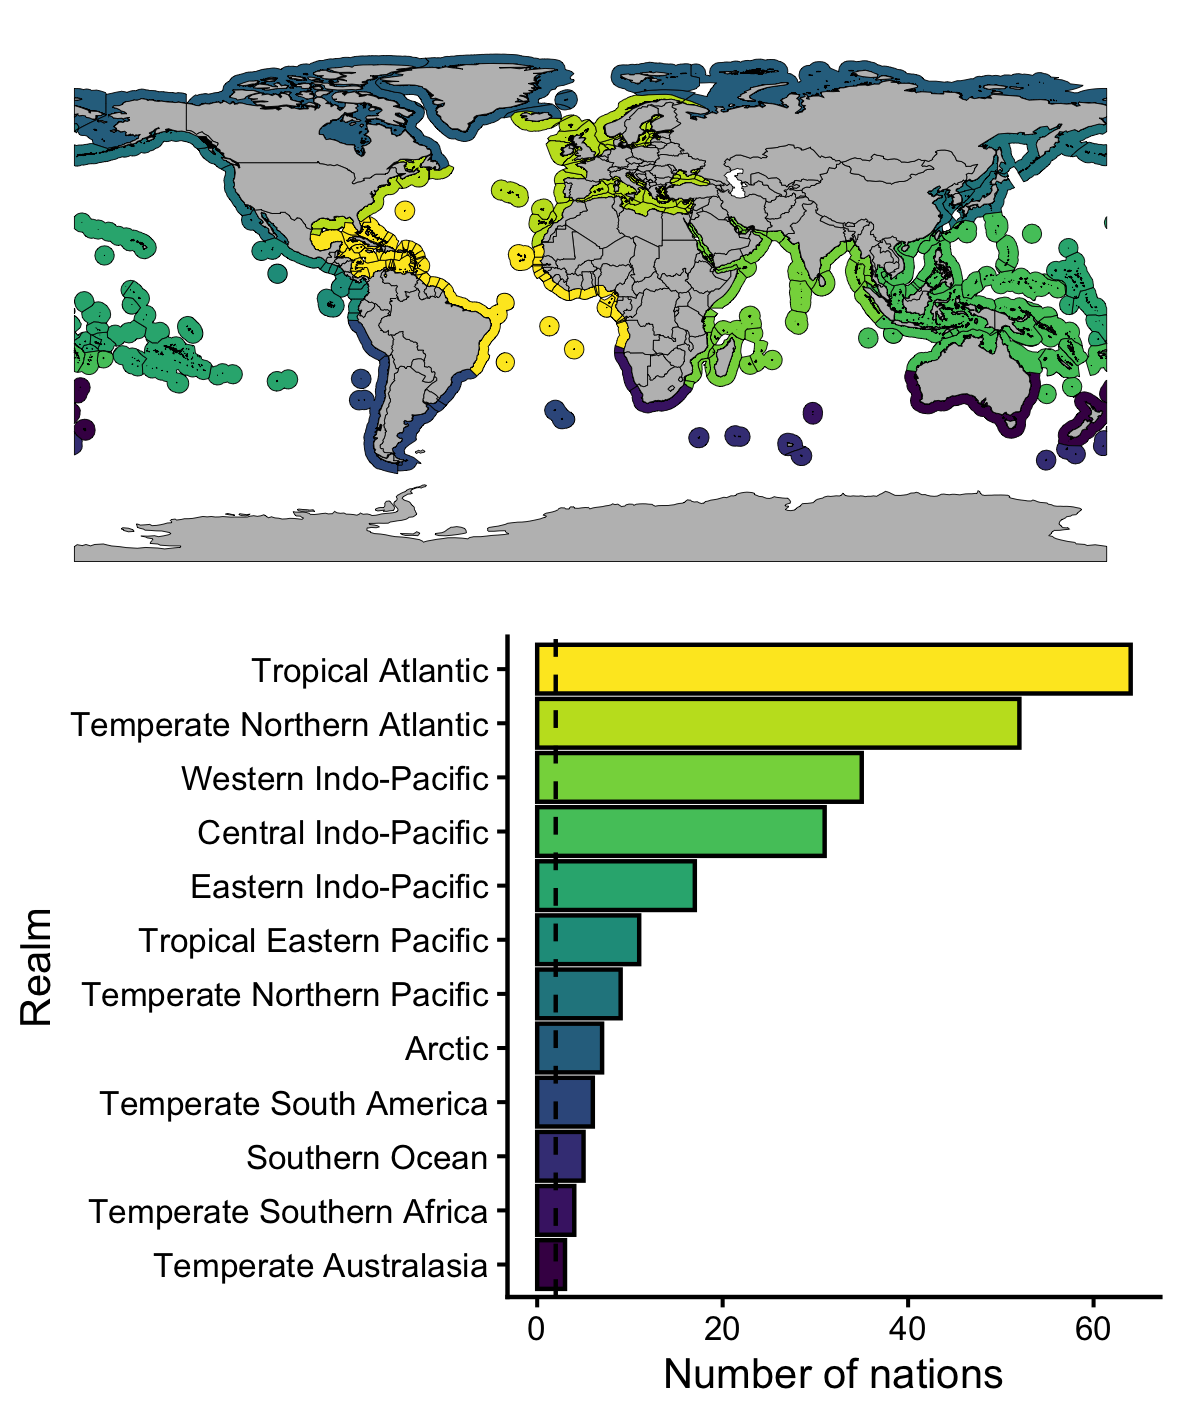 Tropical Atlantic
Temperate Northern Atlantic
Western Indo-Pacific
Central Indo-Pacific
Eastern Indo-Pacific
Tropical Eastern Pacific
Temperate Northern Pacific
Arctic
Temperate South America
Southern Ocean
Temperate Southern Africa
Temperate Australasia
Realm
0 20 40 60
Number of nations